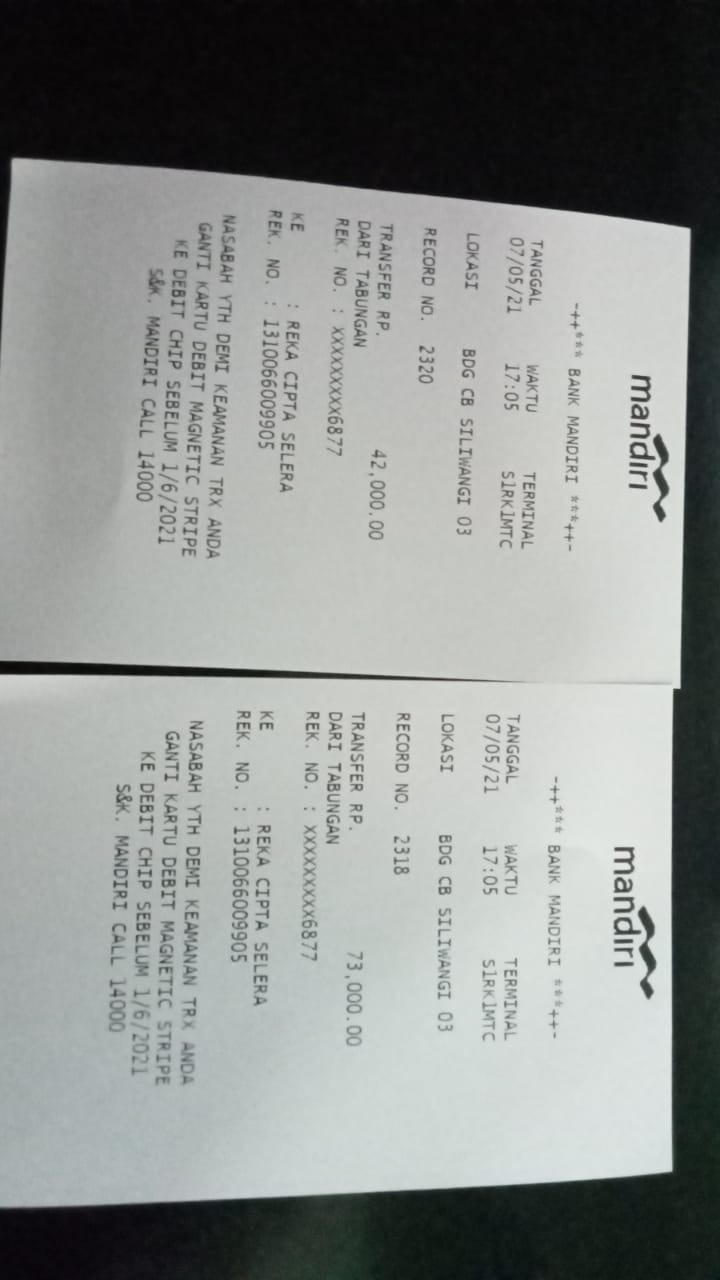 mandiri
-++*** BANK MANDIRI ***++-
TANGGAL WAKTU TERMINAL
07/05/21 17:05 S1RK1MTC
LOKASI BDG CB SILIWANGI 03
RECORD NO. 2320
TRANSFER RP. 42,000.00
DARI TABUNGAN
REK. NO. : XXXXXXXXX6877
KE : REKA CIPTA SELERA
REK. NO. : 1310066009905
NASABAH YTH DEMI KEAMANAN TRX ANDA
GANTI KARTU DEBIT MAGNETIC STRIPE
KE DEBIT CHIP SEBELUM 1/6/2021
S&K. MANDIRI CALL 14000
mandiri
-++*** BANK MANDIRI ***++-
TANGGAL WAKTU TERMINAL
07/05/21 17:05 S1RK1MTC
LOKASI BDG CB SILIWANGI 03
RECORD NO. 2318
TRANSFER RP. 73,000.00
DARI TABUNGAN
REK. NO. : XXXXXXXXX6877
KE : REKA CIPTA SELERA
REK. NO. : 1310066009905
NASABAH YTH DEMI KEAMANAN TRX ANDA
GANTI KARTU DEBIT MAGNETIC STRIPE
KE DEBIT CHIP SEBELUM 1/6/2021
S&K. MANDIRI CALL 14000